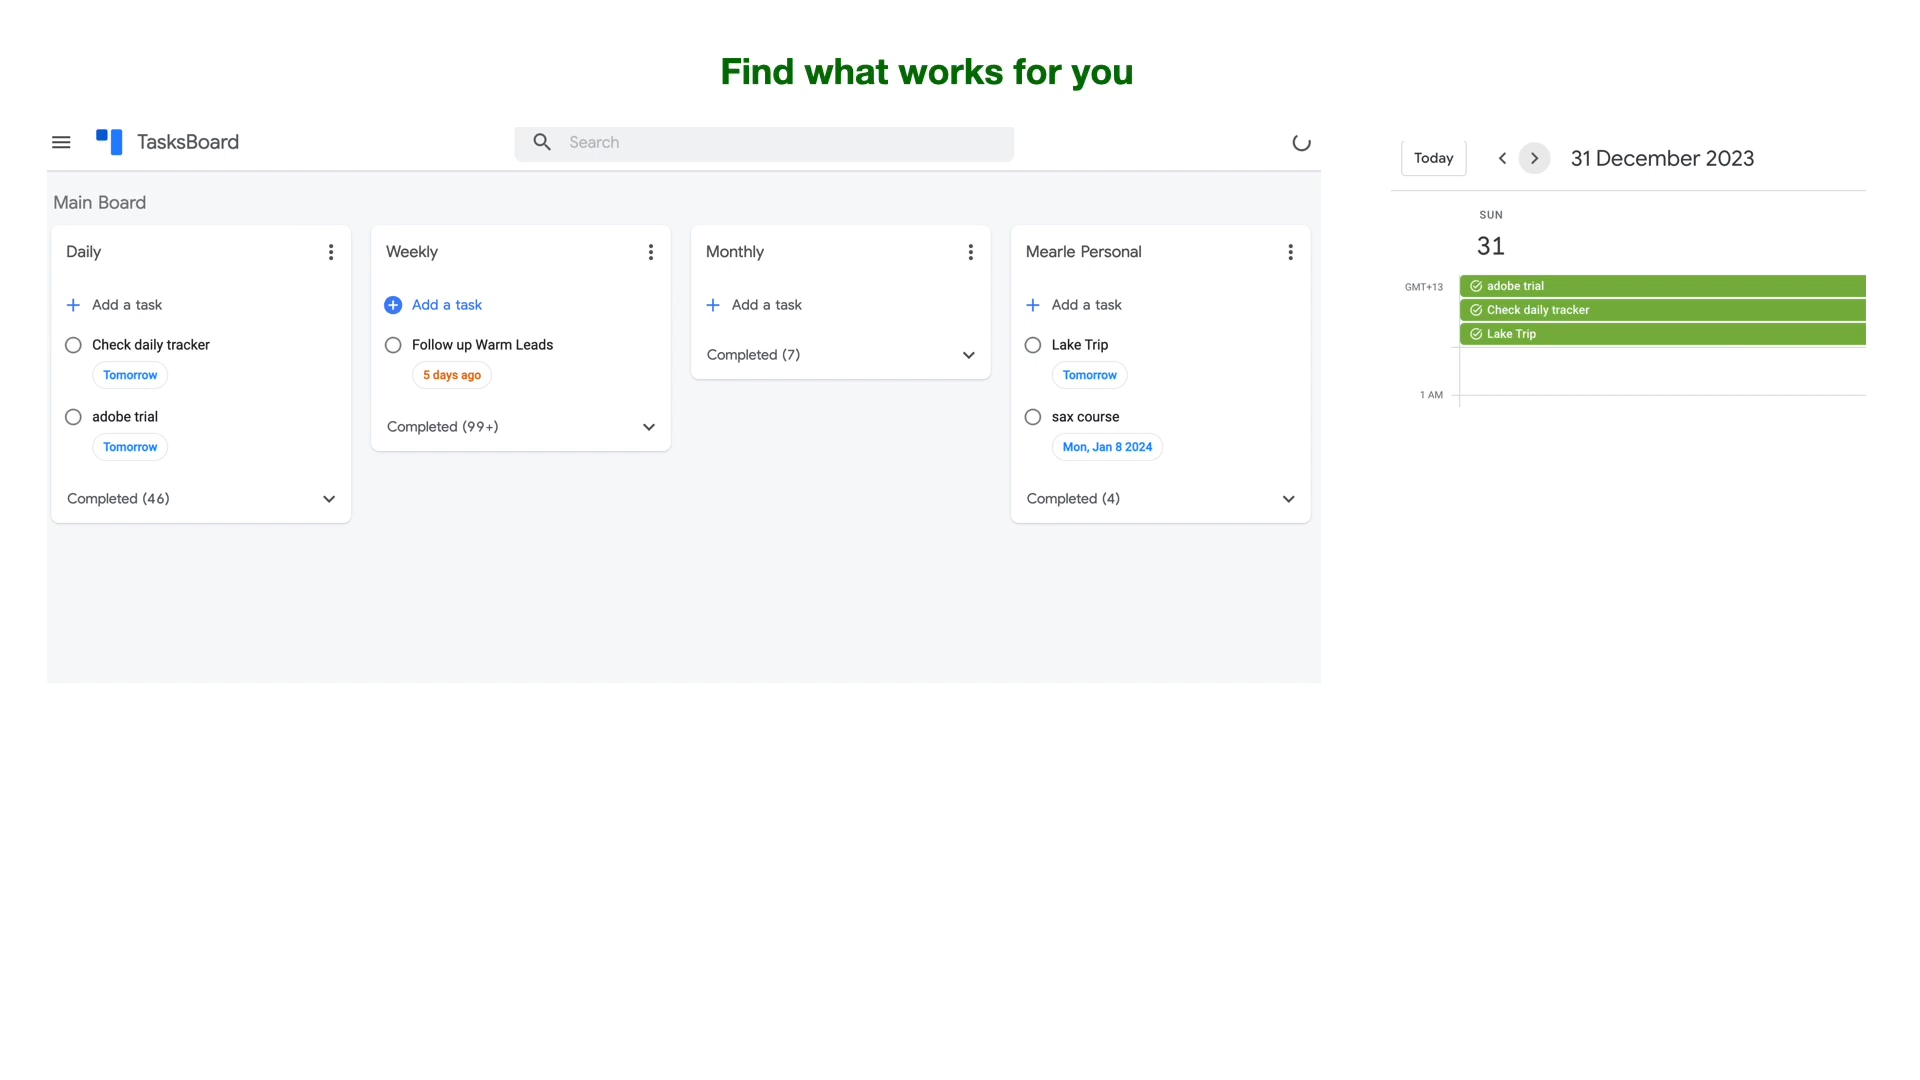 Find what works for you
TasksBoard
Search
Main Board
Daily
Add a task
Check daily tracker
Tomorrow
adobe trial
Tomorrow
Completed (46)
Weekly
Add a task
Follow up Warm Leads
5 days ago
Completed (99+)
Monthly
Add a task
Completed (7)
Mearle Personal
Add a task
Lake Trip
Tomorrow
sax course
Mon, Jan 8 2024
Completed (4)
Today
31 December 2023
SUN
31
GMT+13
adobe trial
Check daily tracker
Lake Trip
1 AM